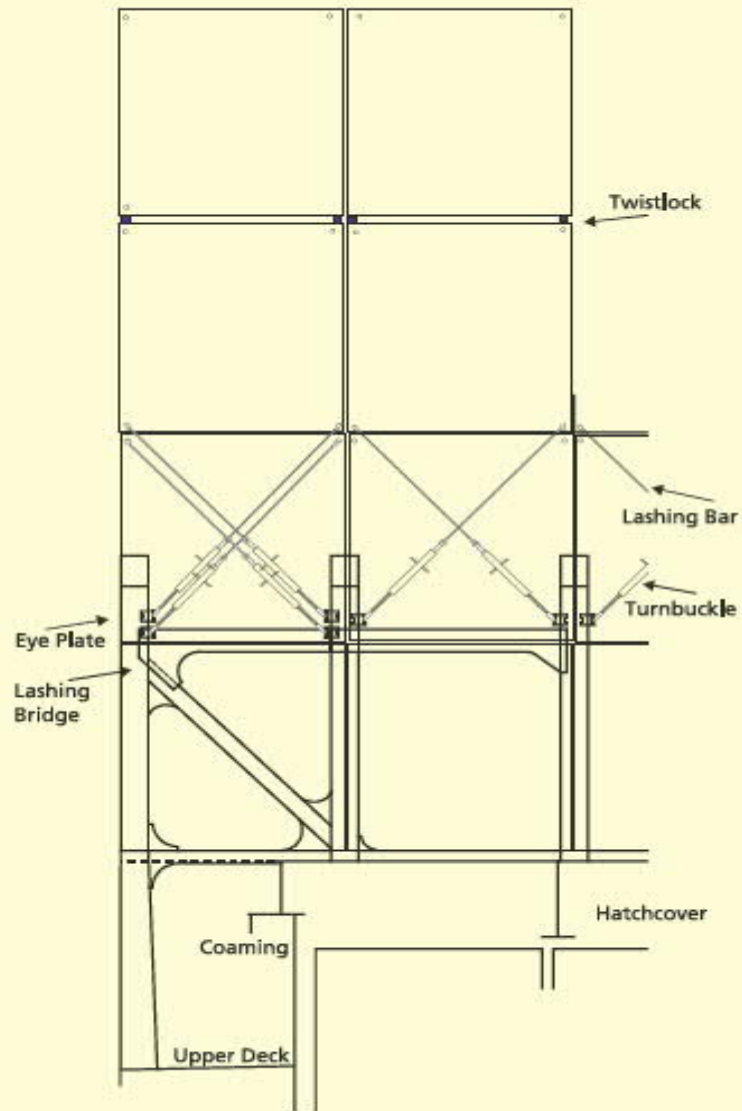 Twistlock
Lashing Bar
Turnbuckle
Eye Plate
Lashing
Bridge
Hatchcover
Coaming
Upper Deck